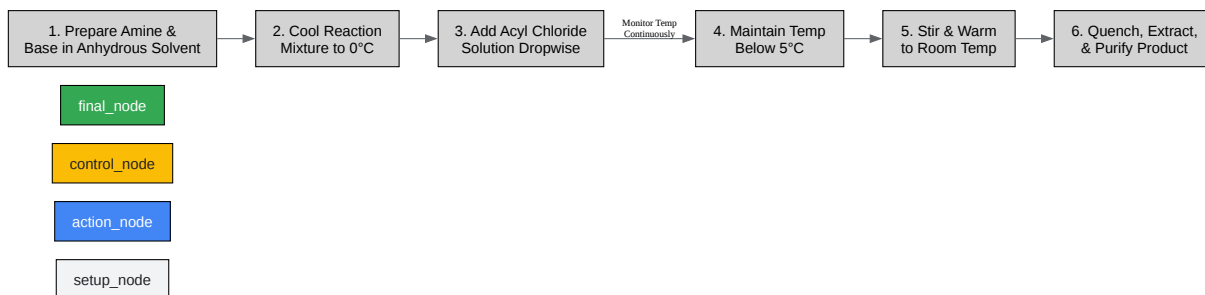 1. Prepare Amine &
Base in Anhydrous Solvent
2. Cool Reaction
Mixture to 0°C
3. Add Acyl Chloride
Solution Dropwise
Monitor Temp
Continuously
4. Maintain Temp
Below 5°C
5. Stir & Warm
to Room Temp
6. Quench, Extract,
& Purify Product
final_node
control_node
action_node
setup_node